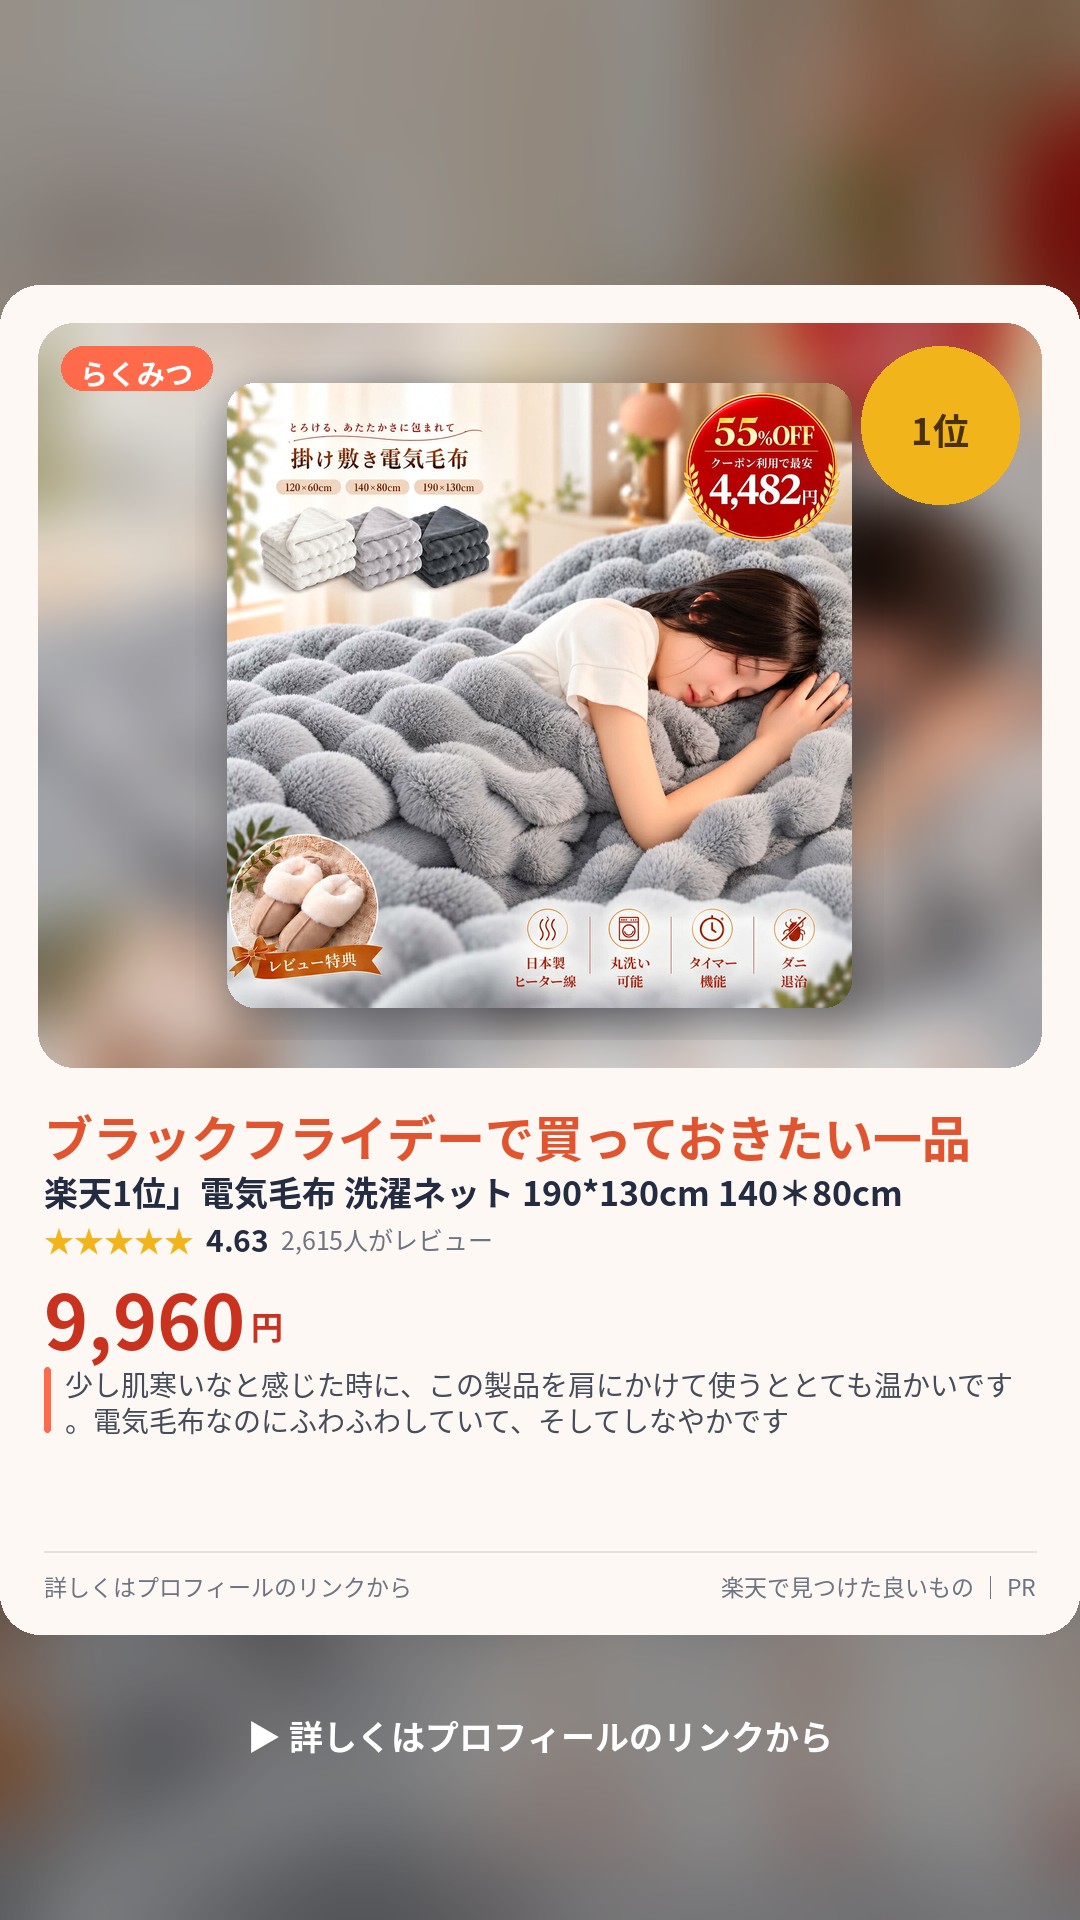 らくみつ
1位
とろける、あたたかさに包まれて
掛け敷き電気毛布
120×60cm 140×80cm 190×130cm
55%OFF
クーポン利用で最安
4,482円
レビュー特典
日本製
ヒーター線
丸洗い
可能
タイマー
機能
ダニ
退治
ブラックフライデーで買っておきたい一品
楽天1位」電気毛布 洗濯ネット 190*130cm 140＊80cm
★★★★★ 4.63 2,615人がレビュー
9,960円
少し肌寒いなと感じた時に、この製品を肩にかけて使うととても温かいです
。電気毛布なのにふわふわしていて、そしてしなやかです
詳しくはプロフィールのリンクから
楽天で見つけた良いもの ｜ PR
▶ 詳しくはプロフィールのリンクから